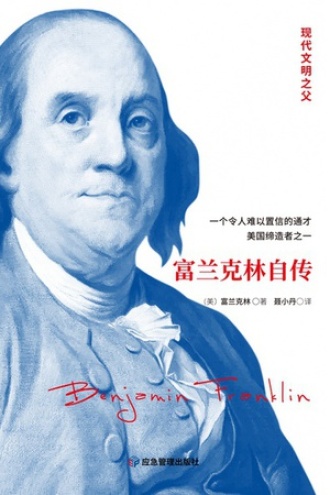 现代文明之父
一个令人难以置信的通才
美国缔造者之一
富兰克林自传
（美）富兰克林 ◎著 聂小丹 ◎译
Benjamin Franklin
应急管理出版社